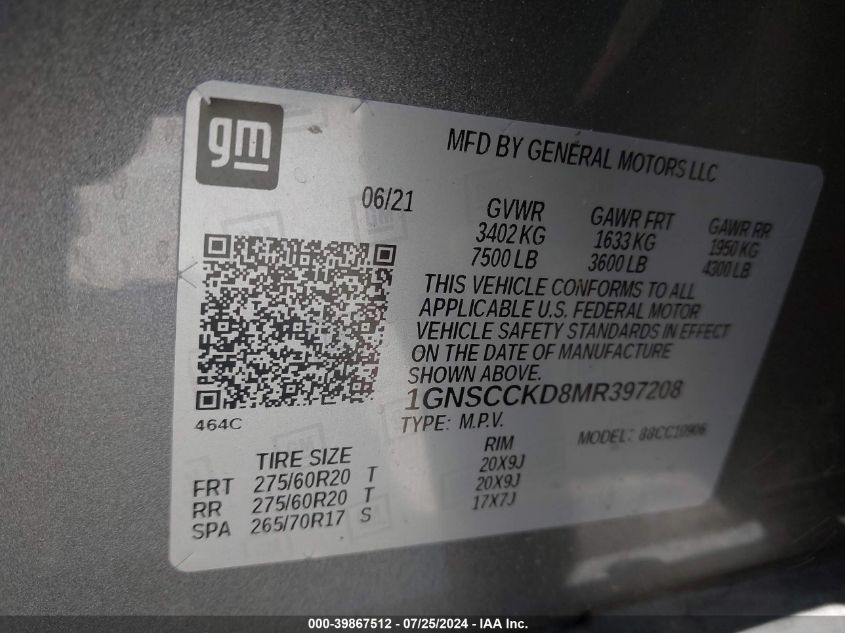 gm
MFD BY GENERAL MOTORS LLC
06/21
GVWR GAWR FRT GAWR RR
3402 KG 1633 KG 1950 KG
7500 LB 3600 LB 4300 LB
THIS VEHICLE CONFORMS TO ALL
APPLICABLE U.S. FEDERAL MOTOR
VEHICLE SAFETY STANDARDS IN EFFECT
ON THE DATE OF MANUFACTURE
SHOWN ABOVE.
1GNSCCKD8MR397208
464C
TYPE: M.P.V. MODEL: 88CC10906
TIRE SIZE RIM
FRT 275/60R20 T 20X9J
RR 275/60R20 T 20X9J
SPA 265/70R17 S 17X7J
000-39867512 - 07/25/2024 - IAA Inc.